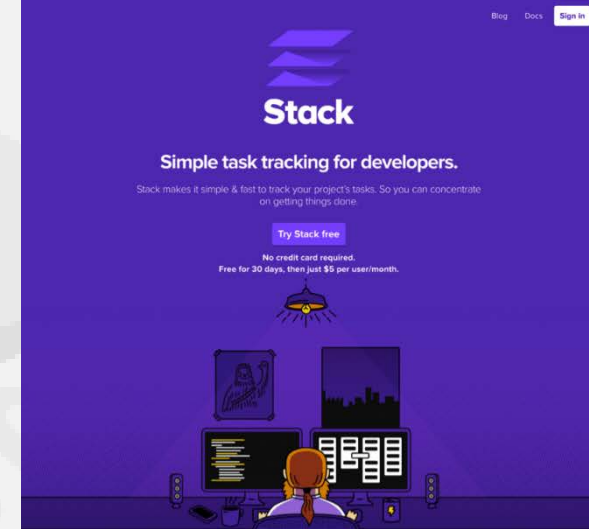 Blog Docs Sign in
Stack
Simple task tracking for developers.
Stack makes it simple & fast to track your project's tasks. So you can concentrate
on getting things done.
Try Stack free
No credit card required.
Free for 30 days, then just $5 per user/month.